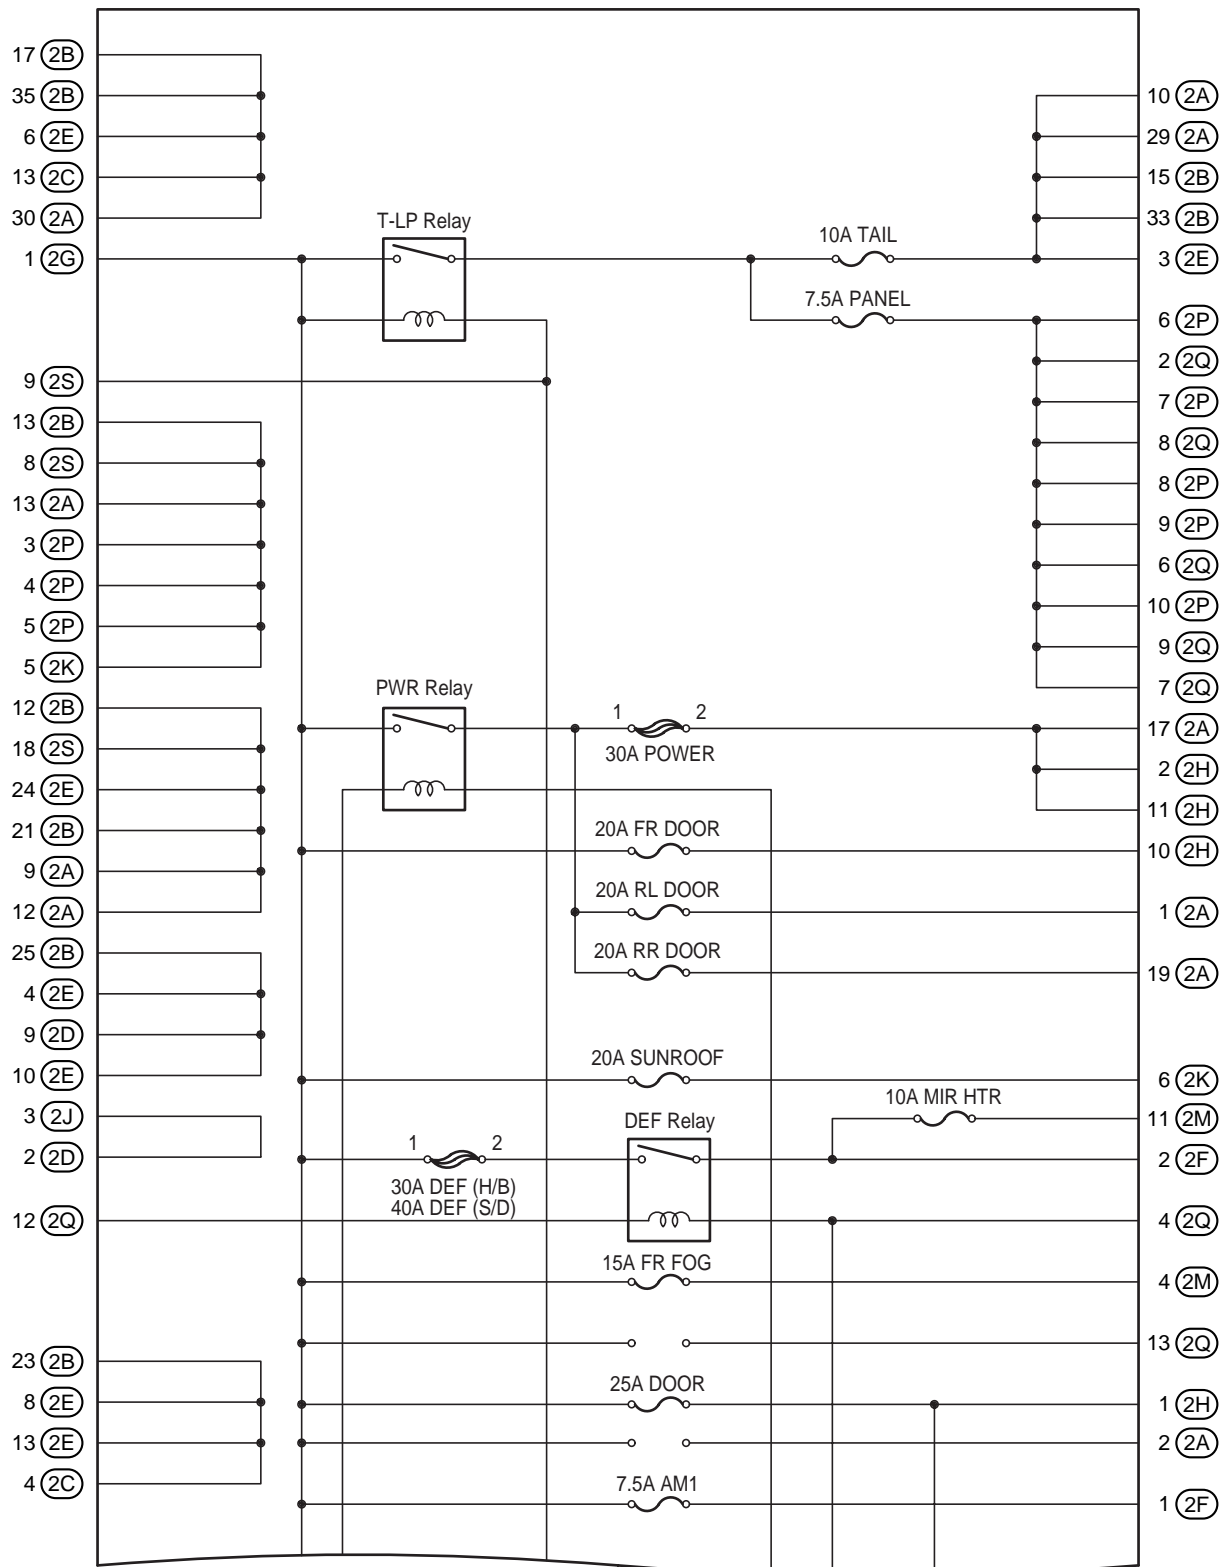 17 2B
35 2B
6 2E
13 2C
30 2A
1 2G
9 2S
13 2B
8 2S
13 2A
3 2P
4 2P
5 2P
5 2K
12 2B
18 2S
24 2E
21 2B
9 2A
12 2A
25 2B
4 2E
9 2D
10 2E
3 2J
2 2D
12 2Q
23 2B
8 2E
13 2E
4 2C
T-LP Relay
10A TAIL
7.5A PANEL
PWR Relay
1 2
30A POWER
20A FR DOOR
20A RL DOOR
20A RR DOOR
20A SUNROOF
10A MIR HTR
DEF Relay
1 2
30A DEF (H/B)
40A DEF (S/D)
15A FR FOG
25A DOOR
7.5A AM1
10 2A
29 2A
15 2B
33 2B
3 2E
6 2P
2 2Q
7 2P
8 2Q
8 2P
9 2P
6 2Q
10 2P
9 2Q
7 2Q
17 2A
2 2H
11 2H
10 2H
1 2A
19 2A
6 2K
11 2M
2 2F
4 2Q
4 2M
13 2Q
1 2H
2 2A
1 2F